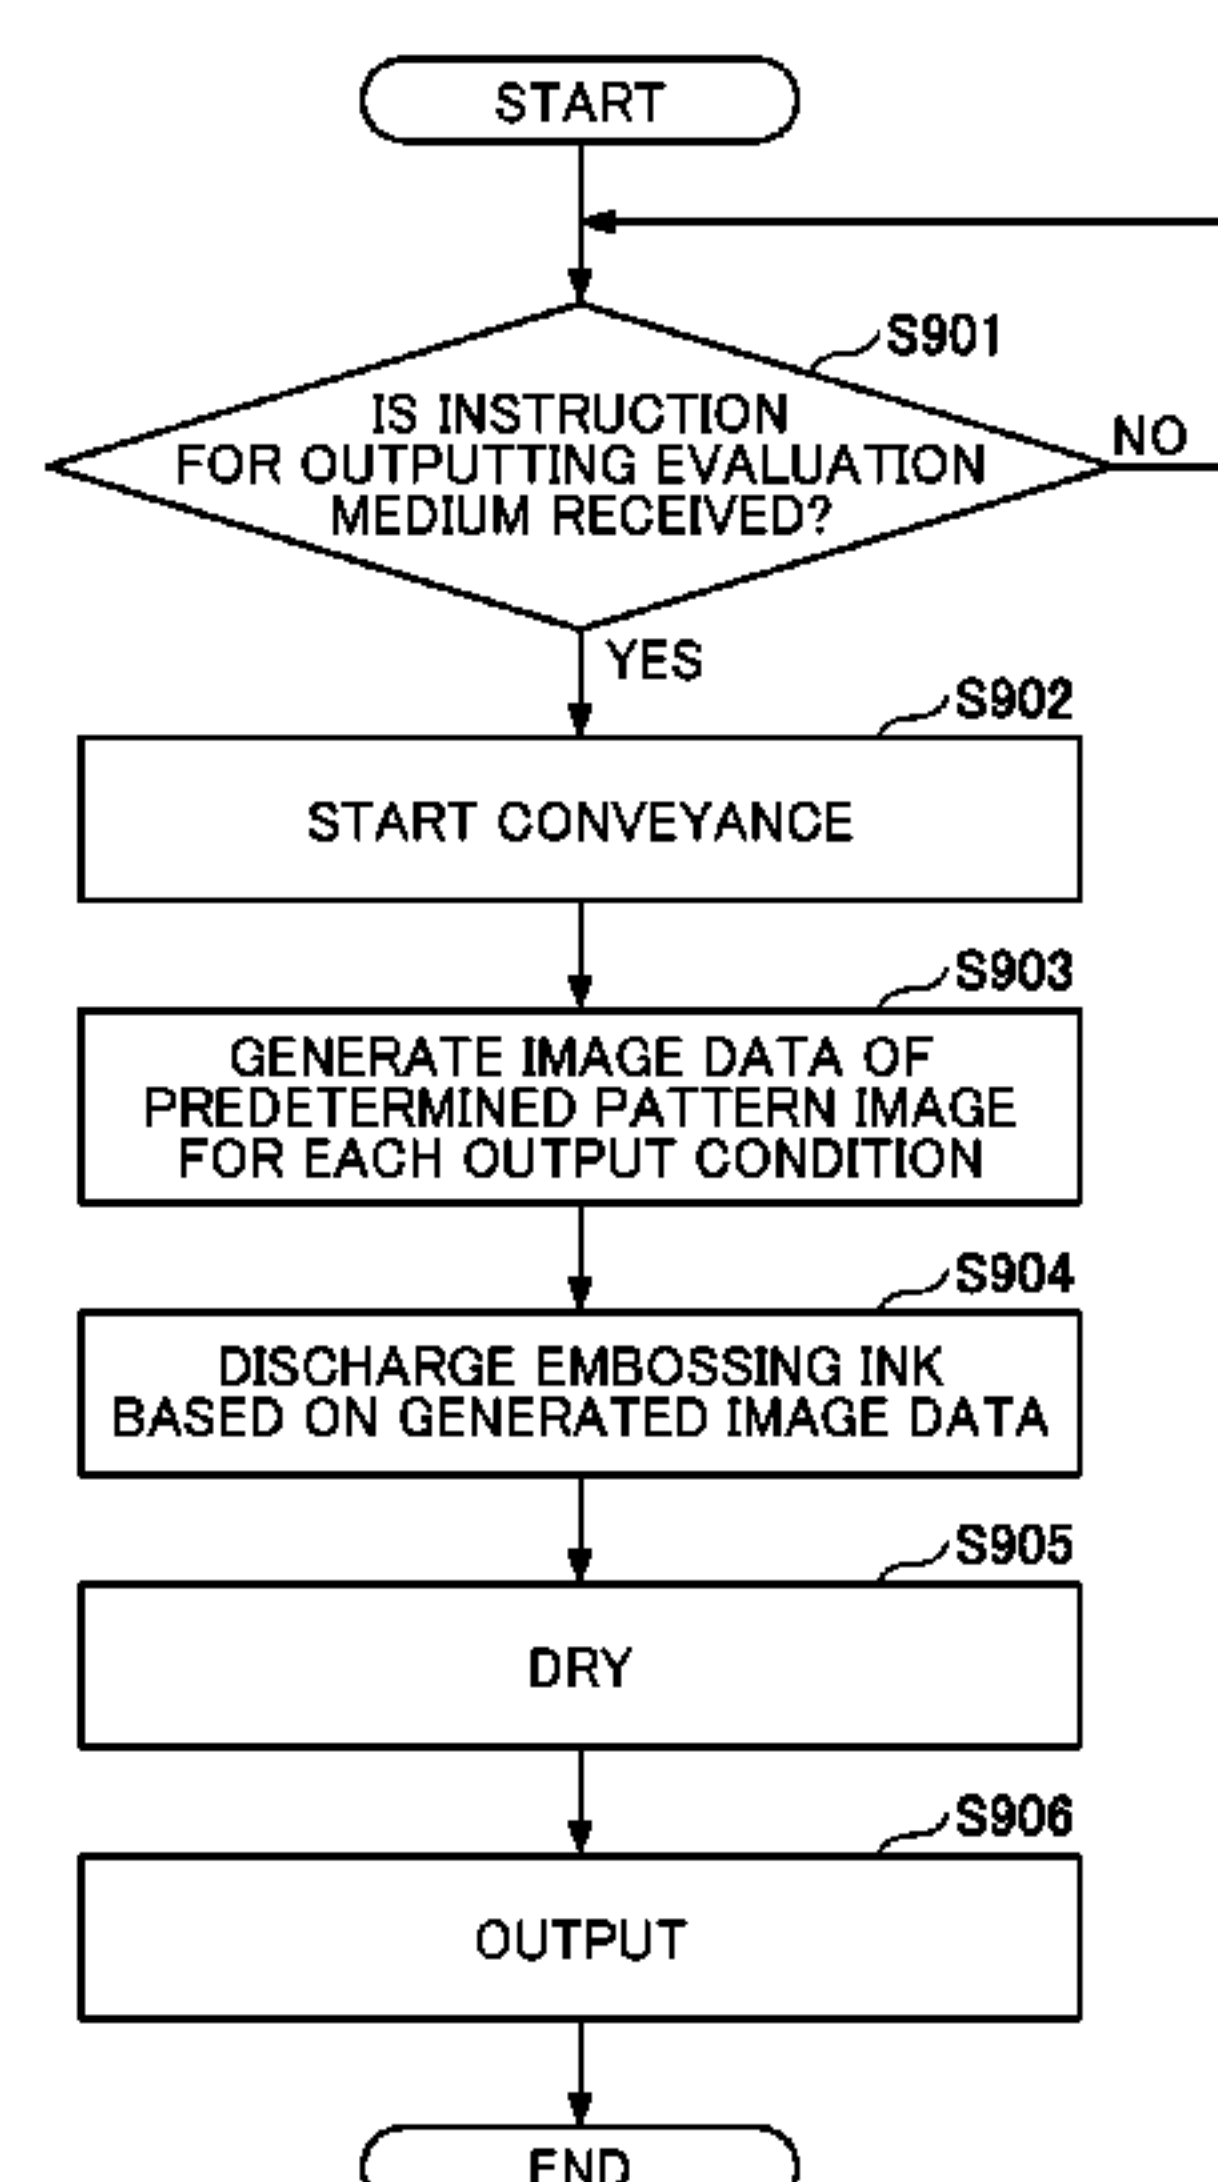 START
S901
IS INSTRUCTION
FOR OUTPUTTING EVALUATION
MEDIUM RECEIVED?
NO
YES
S902
START CONVEYANCE
S903
GENERATE IMAGE DATA OF
PREDETERMINED PATTERN IMAGE
FOR EACH OUTPUT CONDITION
S904
DISCHARGE EMBOSSING INK
BASED ON GENERATED IMAGE DATA
S905
DRY
S906
OUTPUT
END